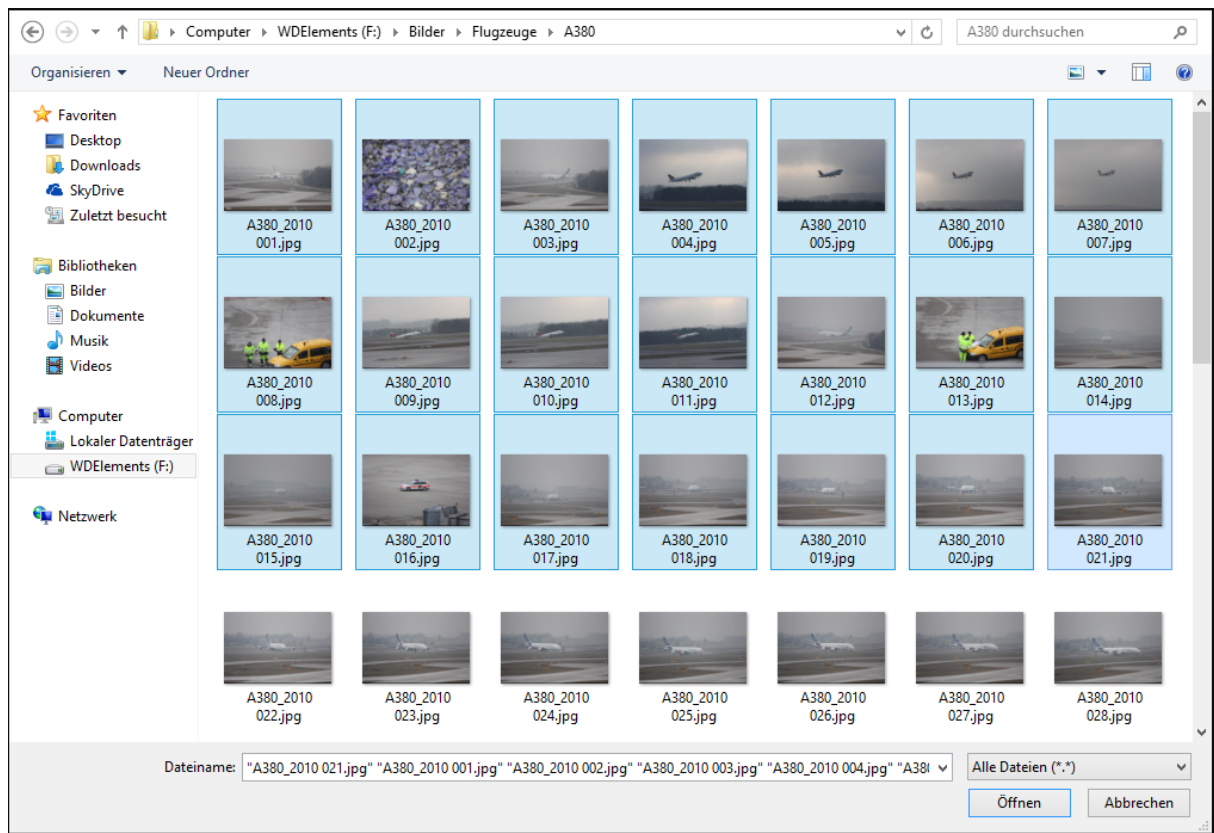 Computer WDElements (F:) Bilder Flugzeuge A380
A380 durchsuchen
Organisieren Neuer Ordner
Favoriten
Desktop
Downloads
SkyDrive
Zuletzt besucht
Bibliotheken
Bilder
Dokumente
Musik
Videos
Computer
Lokaler Datenträger
WDElements (F:)
Netzwerk
A380_2010 001.jpg
A380_2010 002.jpg
A380_2010 003.jpg
A380_2010 004.jpg
A380_2010 005.jpg
A380_2010 006.jpg
A380_2010 007.jpg
A380_2010 008.jpg
A380_2010 009.jpg
A380_2010 010.jpg
A380_2010 011.jpg
A380_2010 012.jpg
A380_2010 013.jpg
A380_2010 014.jpg
A380_2010 015.jpg
A380_2010 016.jpg
A380_2010 017.jpg
A380_2010 018.jpg
A380_2010 019.jpg
A380_2010 020.jpg
A380_2010 021.jpg
A380_2010 022.jpg
A380_2010 023.jpg
A380_2010 024.jpg
A380_2010 025.jpg
A380_2010 026.jpg
A380_2010 027.jpg
A380_2010 028.jpg
Dateiname: "A380_2010 021.jpg" "A380_2010 001.jpg" "A380_2010 002.jpg" "A380_2010 003.jpg" "A380_2010 004.jpg"
Alle Dateien (*.*)
Öffnen Abbrechen